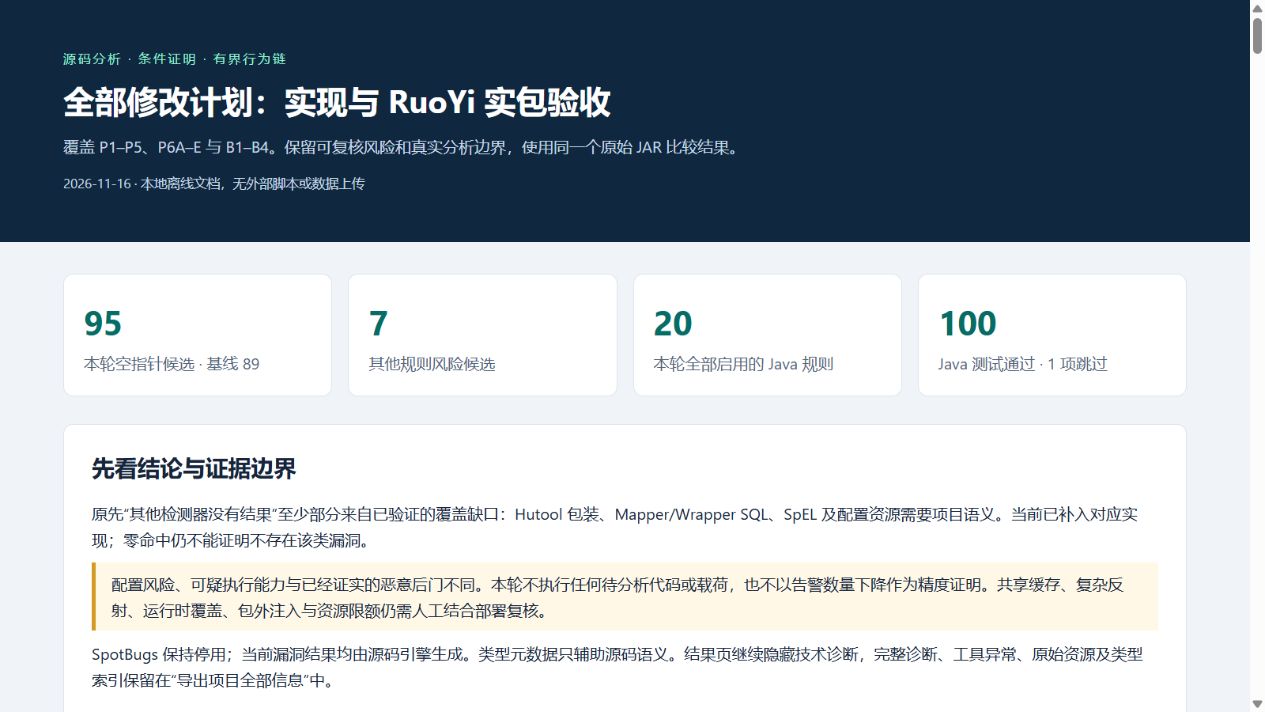 源码分析 · 条件证明 · 有界行为链
全部修改计划：实现与 RuoYi 实包验收
覆盖 P1–P5、P6A–E 与 B1–B4。保留可复核风险和真实分析边界，使用同一个原始 JAR 比较结果。
2026-11-16 · 本地离线文档，无外部脚本或数据上传
95
本轮空指针候选 · 基线 89
7
其他规则风险候选
20
本轮全部启用的 Java 规则
100
Java 测试通过 · 1 项跳过
先看结论与证据边界
原先“其他检测器没有结果”至少部分来自已验证的覆盖缺口：Hutool 包装、Mapper/Wrapper SQL、SpEL 及配置资源需要项目语义。当前已补入对应实
现；零命中仍不能证明不存在该类漏洞。
配置风险、可疑执行能力与已经证实的恶意后门不同。本轮不执行任何待分析代码或载荷，也不以告警数量下降作为精度证明。共享缓存、复杂反
射、运行时覆盖、包外注入与资源限额仍需人工结合部署复核。
SpotBugs 保持停用；当前漏洞结果均由源码引擎生成。类型元数据只辅助源码语义。结果页继续隐藏技术诊断，完整诊断、工具异常、原始资源及类型
索引保留在“导出项目全部信息”中。